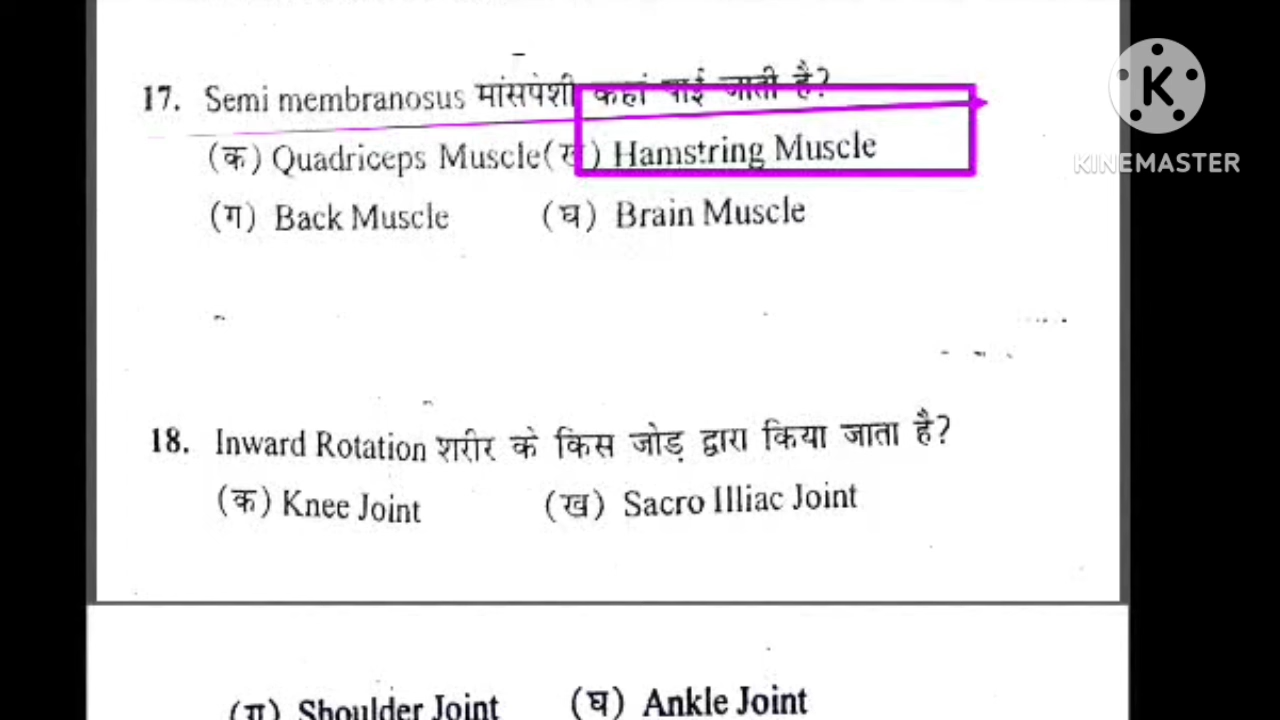 17. Semi membranosus मांसपेशी कहां पाई जाती है?
(क) Quadriceps Muscle (ख) Hamstring Muscle
(ग) Back Muscle (घ) Brain Muscle
K
KINEMASTER
18. Inward Rotation शरीर के किस जोड़ द्वारा किया जाता है?
(क) Knee Joint (ख) Sacro Illiac Joint
(ग) Shoulder Joint (घ) Ankle Joint